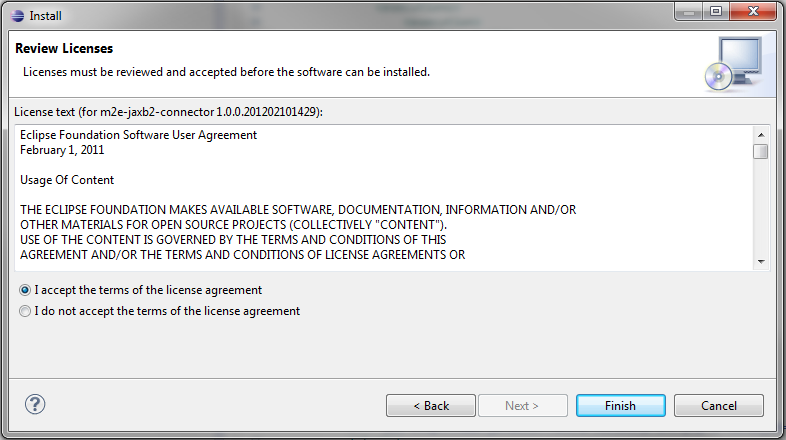 Install
Review Licenses
Licenses must be reviewed and accepted before the software can be installed.
License text (for m2e-jaxb2-connector 1.0.0.201202101429):
Eclipse Foundation Software User Agreement
February 1, 2011
Usage Of Content
THE ECLIPSE FOUNDATION MAKES AVAILABLE SOFTWARE, DOCUMENTATION, INFORMATION AND/OR
OTHER MATERIALS FOR OPEN SOURCE PROJECTS (COLLECTIVELY "CONTENT").
USE OF THE CONTENT IS GOVERNED BY THE TERMS AND CONDITIONS OF THIS
AGREEMENT AND/OR THE TERMS AND CONDITIONS OF LICENSE AGREEMENTS OR
I accept the terms of the license agreement
I do not accept the terms of the license agreement
?
< Back
Next >
Finish
Cancel